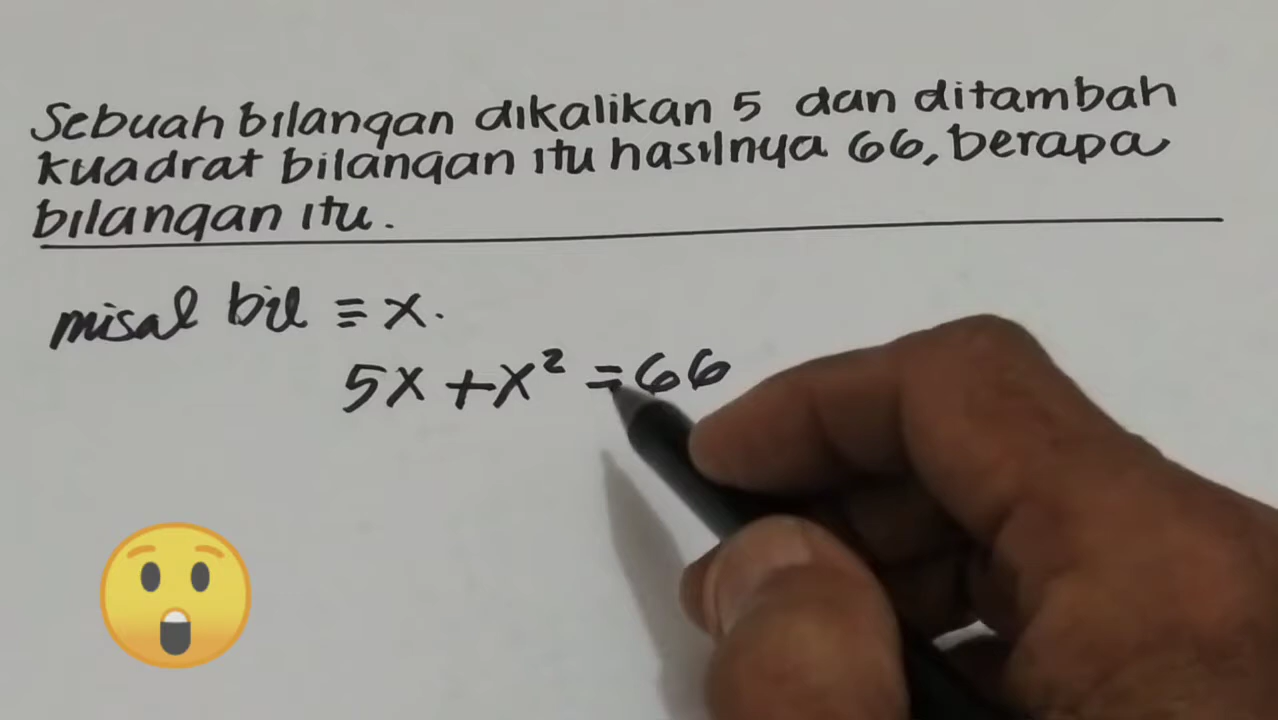 Sebuah bilangan dikalikan 5 dan ditambah
kuadrat bilangan itu hasilnya 66, berapa
bilangan itu.
misal bil = x.
5x + x² = 66